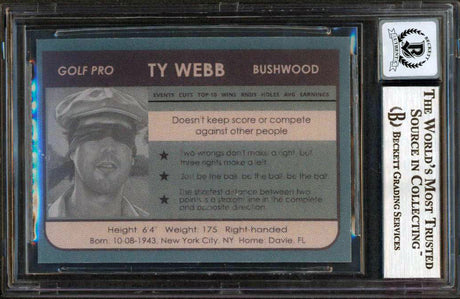 GOLF PRO TY WEBB BUSHWOOD
EVENTS CUTS TOP-10 WINS RNDS HOLES AVG EARNINGS
Doesn't keep score or compete
against other people
Two wrongs don't make a right, but
three rights make a left.
Just be the ball, be the ball, be the ball.
The shortest distance between two
points is a straight line in the complete
and opposite direction.
Height: 6'4" Weight: 175 Right-handed
Born: 10-08-1943, New York City, NY Home: Davie, FL
BECKETT
AUTHENTIC
THE WORLD'S MOST TRUSTED
SOURCE IN COLLECTING™
BECKETT GRADING SERVICES